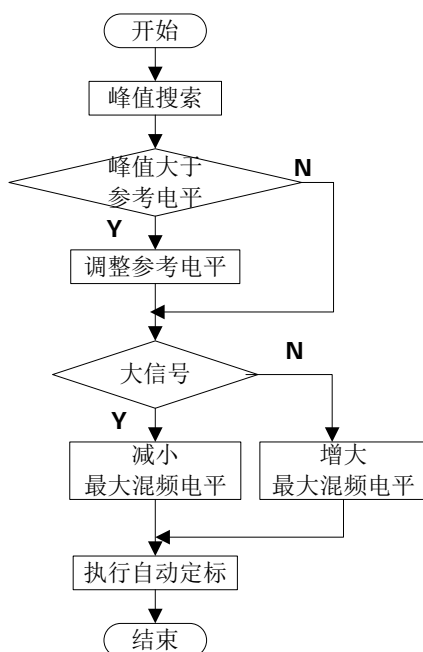 开始
峰值搜索
峰值大于
参考电平
N
Y
调整参考电平
大信号
N
Y
减小
最大混频电平
增大
最大混频电平
执行自动定标
结束